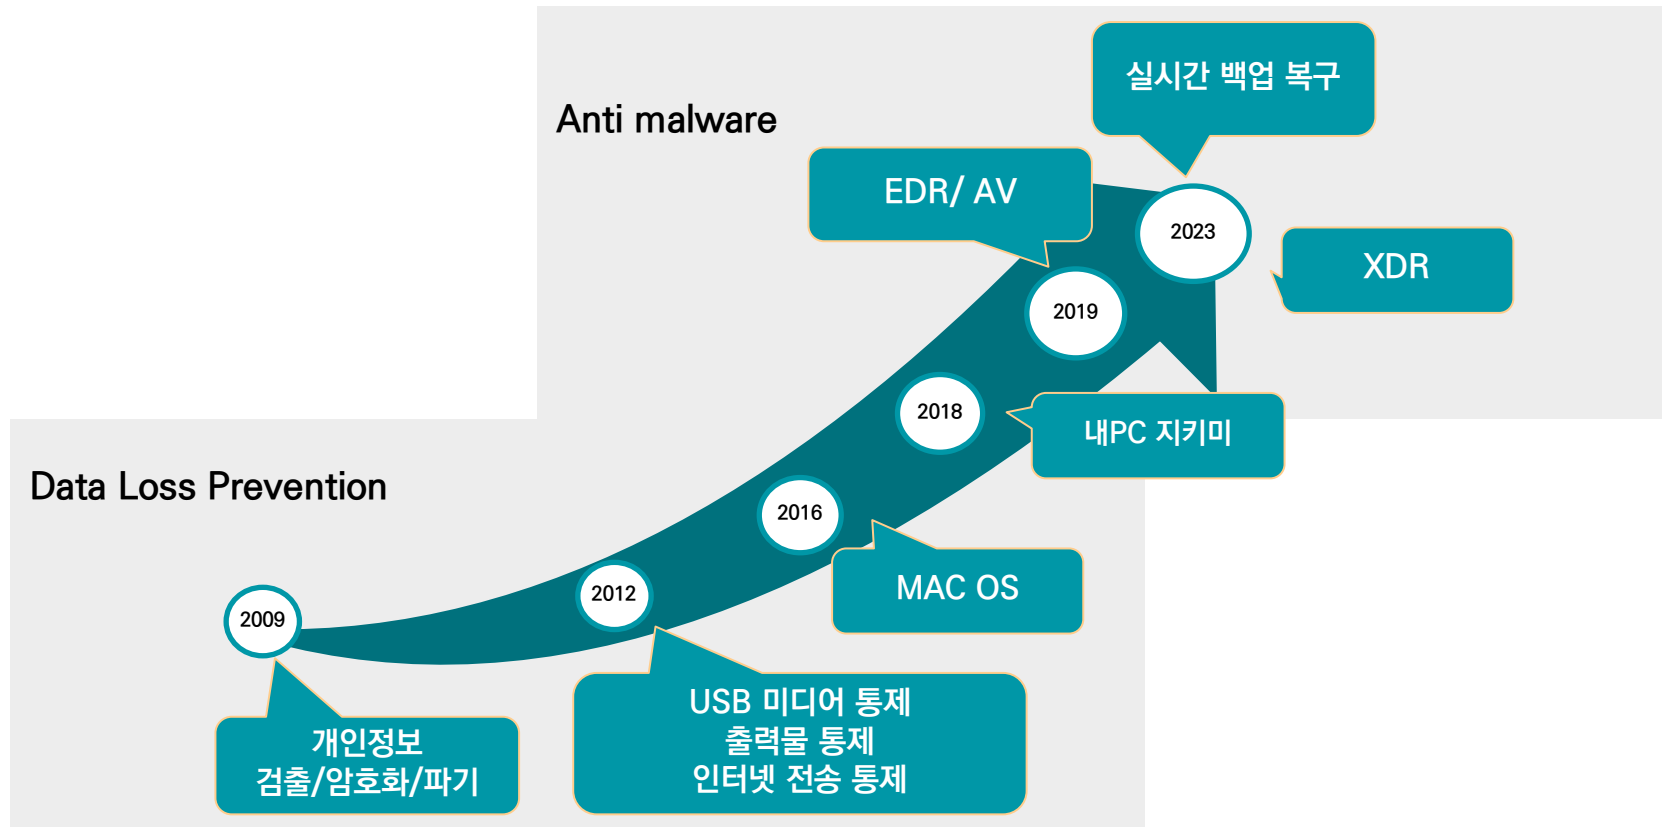 Anti malware
실시간 백업 복구
EDR/ AV
2023
XDR
2019
2018
내PC 지키미
Data Loss Prevention
2016
MAC OS
2012
2009
USB 미디어 통제
출력물 통제
인터넷 전송 통제
개인정보
검출/암호화/파기